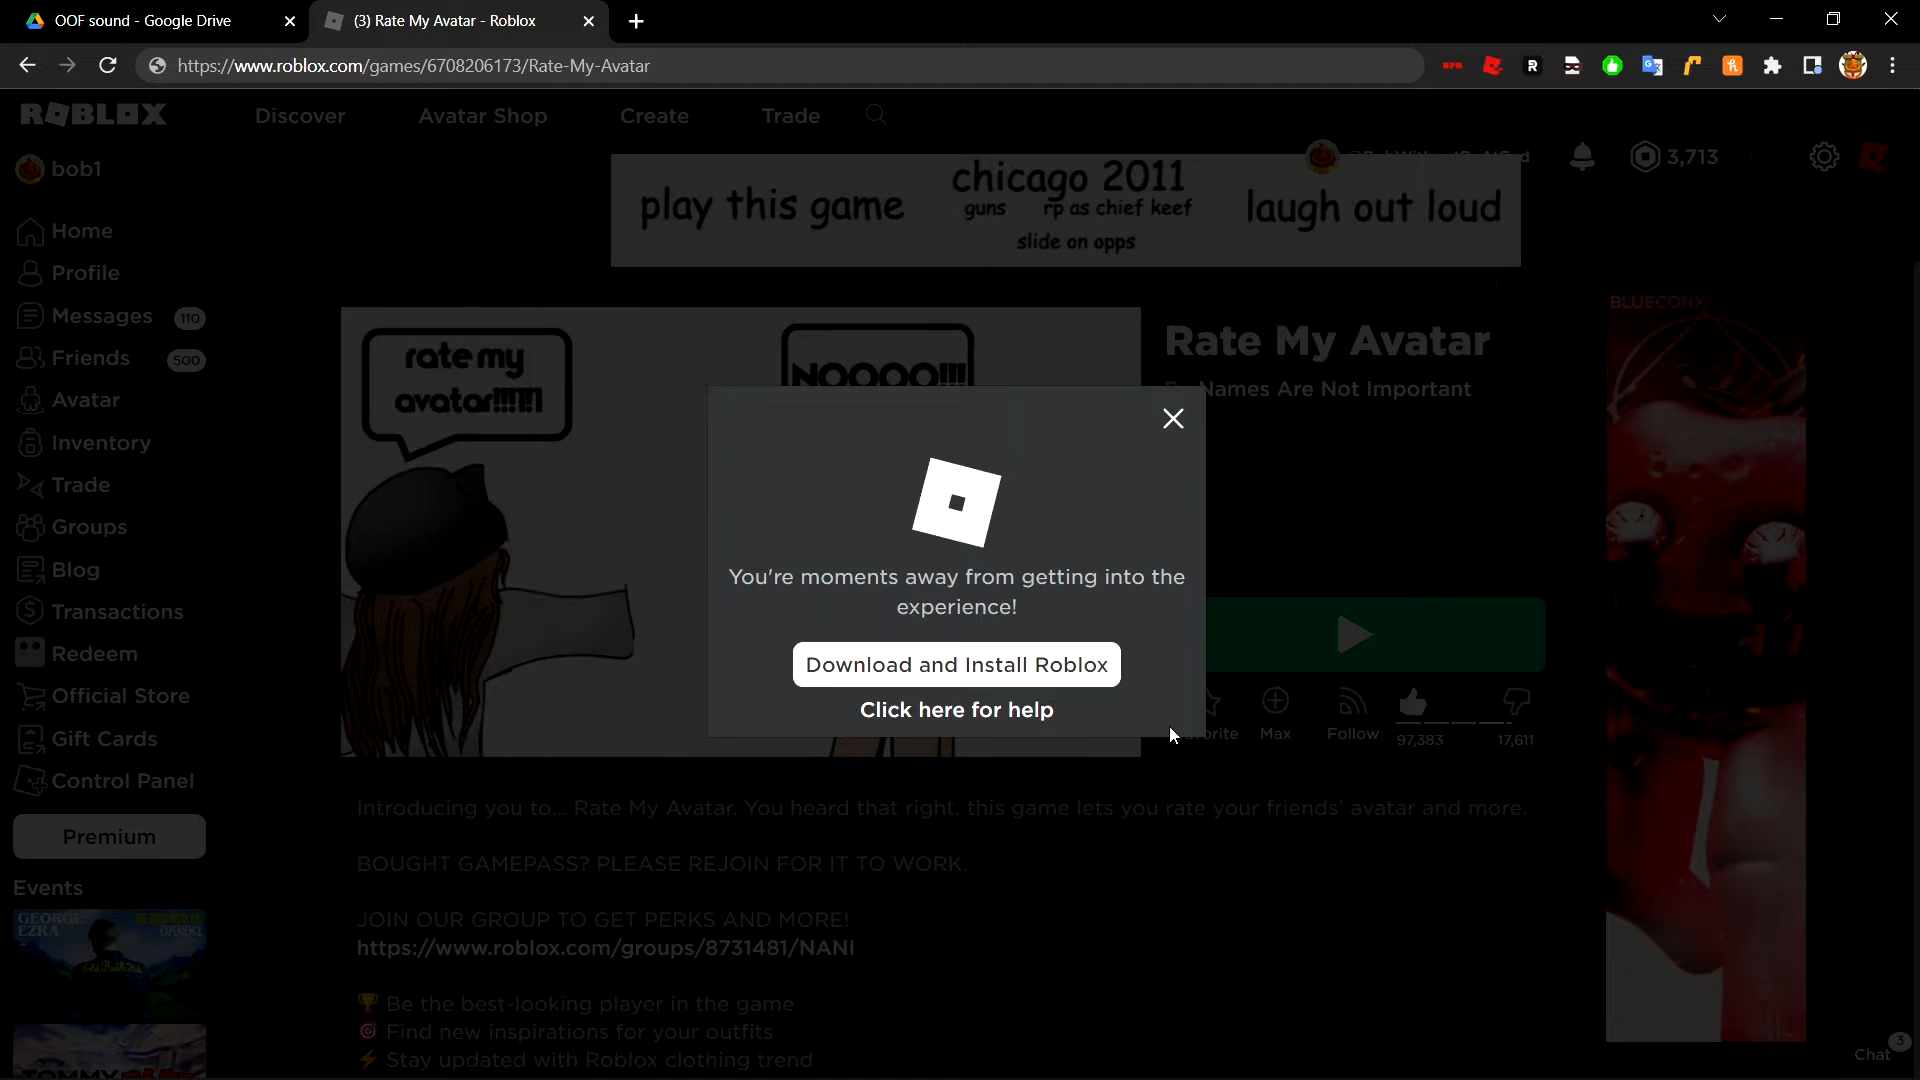 OOF sound - Google Drive
(3) Rate My Avatar - Roblox
https://www.roblox.com/games/6708206173/Rate-My-Avatar
ROBLOX
Discover
Avatar Shop
Create
Trade
bob1
3,713
play this game
chicago 2011
guns rp as chief keef
slide on opps
laugh out loud
Home
Profile
Messages 110
Friends 500
Avatar
Inventory
Trade
Groups
Blog
Transactions
Redeem
Official Store
Gift Cards
Control Panel
Premium
Events
GEORGE
EZRA
EXPERIENCE
rate my
avatar!!!!!
NOOOO!!!
Rate My Avatar
Names Are Not Important
BLUECONX
You're moments away from getting into the
experience!
Download and Install Roblox
Click here for help
Max
Follow
97,383
17,611
Introducing you to... Rate My Avatar. You heard that right, this game lets you rate your friends' avatar and more.
BOUGHT GAMEPASS? PLEASE REJOIN FOR IT TO WORK.
JOIN OUR GROUP TO GET PERKS AND MORE!
https://www.roblox.com/groups/8731481/NANI
🏆 Be the best-looking player in the game
🎯 Find new inspirations for your outfits
⚡ Stay updated with Roblox clothing trend
Chat 3